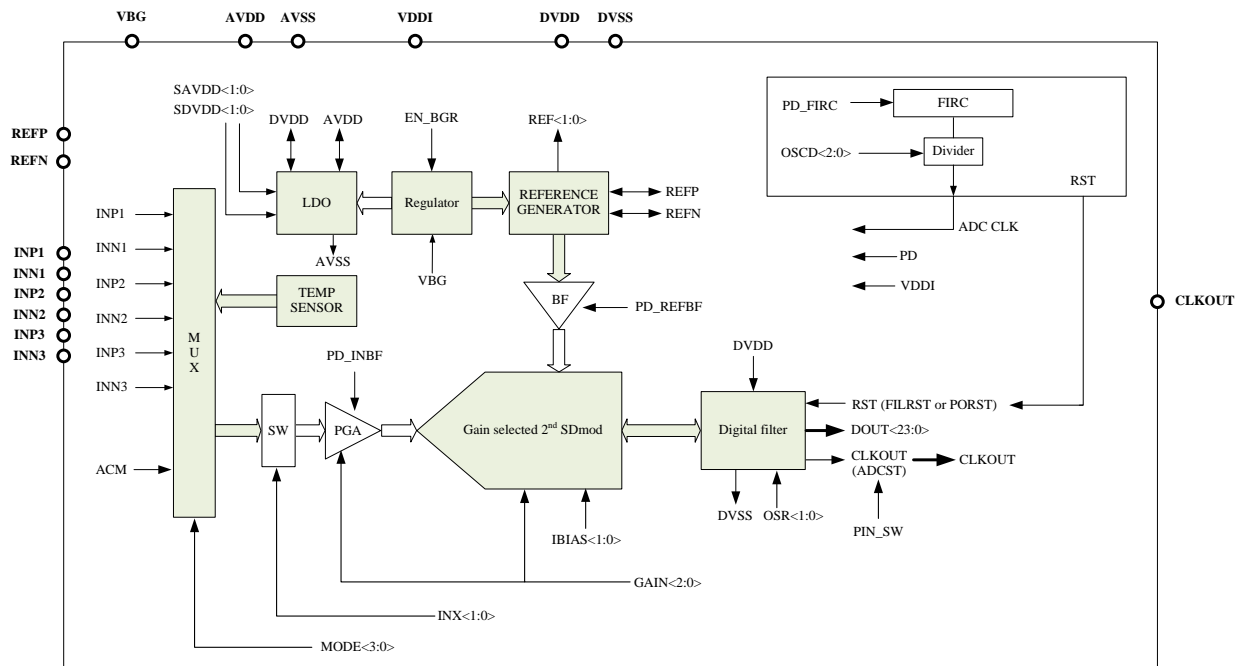 VBG
AVDD
AVSS
VDDI
DVDD
DVSS
REFP
REFN
INP1
INN1
INP2
INN2
INP3
INN3
CLKOUT
SAVDD<1:0>
SDVDD<1:0>
DVDD
AVDD
EN_BGR
REF<1:0>
LDO
Regulator
REFERENCE
GENERATOR
REFP
REFN
AVSS
VBG
PD_FIRC
FIRC
OSCD<2:0>
Divider
RST
ADC CLK
PD
VDDI
INP1
INN1
INP2
INN2
INP3
INN3
ACM
M
U
X
TEMP
SENSOR
BF
PD_REFBF
PD_INBF
SW
PGA
Gain selected 2nd SDmod
DVDD
Digital filter
RST (FILRST or PORST)
DOUT<23:0>
CLKOUT
(ADCST)
CLKOUT
DVSS
OSR<1:0>
PIN_SW
IBIAS<1:0>
GAIN<2:0>
INX<1:0>
MODE<3:0>